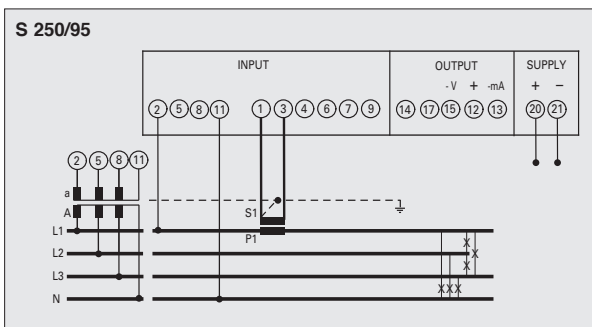 S 250/95
INPUT OUTPUT SUPPLY
- V + -mA + −
2 5 8 11 1 3 4 6 7 9 14 17 15 12 13 20 21
2 5 8 11
a
A S1
L1 P1
L2
L3
N